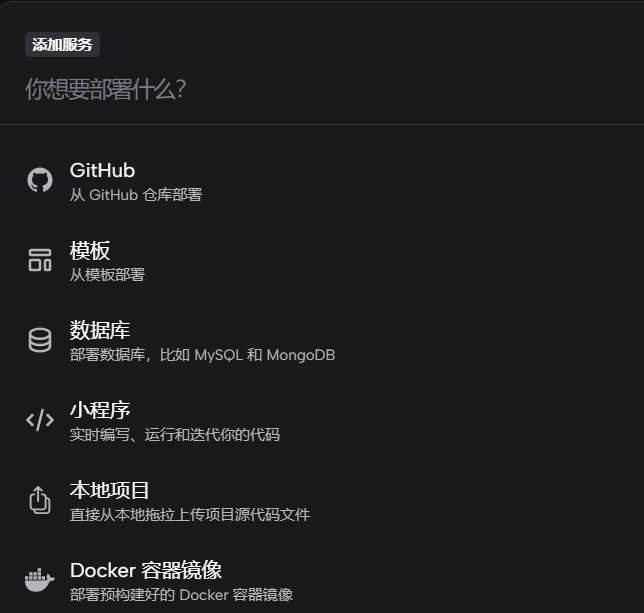 添加服务
你想要部署什么?
GitHub
从 GitHub 仓库部署
模板
从模板部署
数据库
部署数据库，比如 MySQL 和 MongoDB
小程序
实时编写、运行和迭代你的代码
本地项目
直接从本地拖拉上传项目源代码文件
Docker 容器镜像
部署预构建好的 Docker 容器镜像